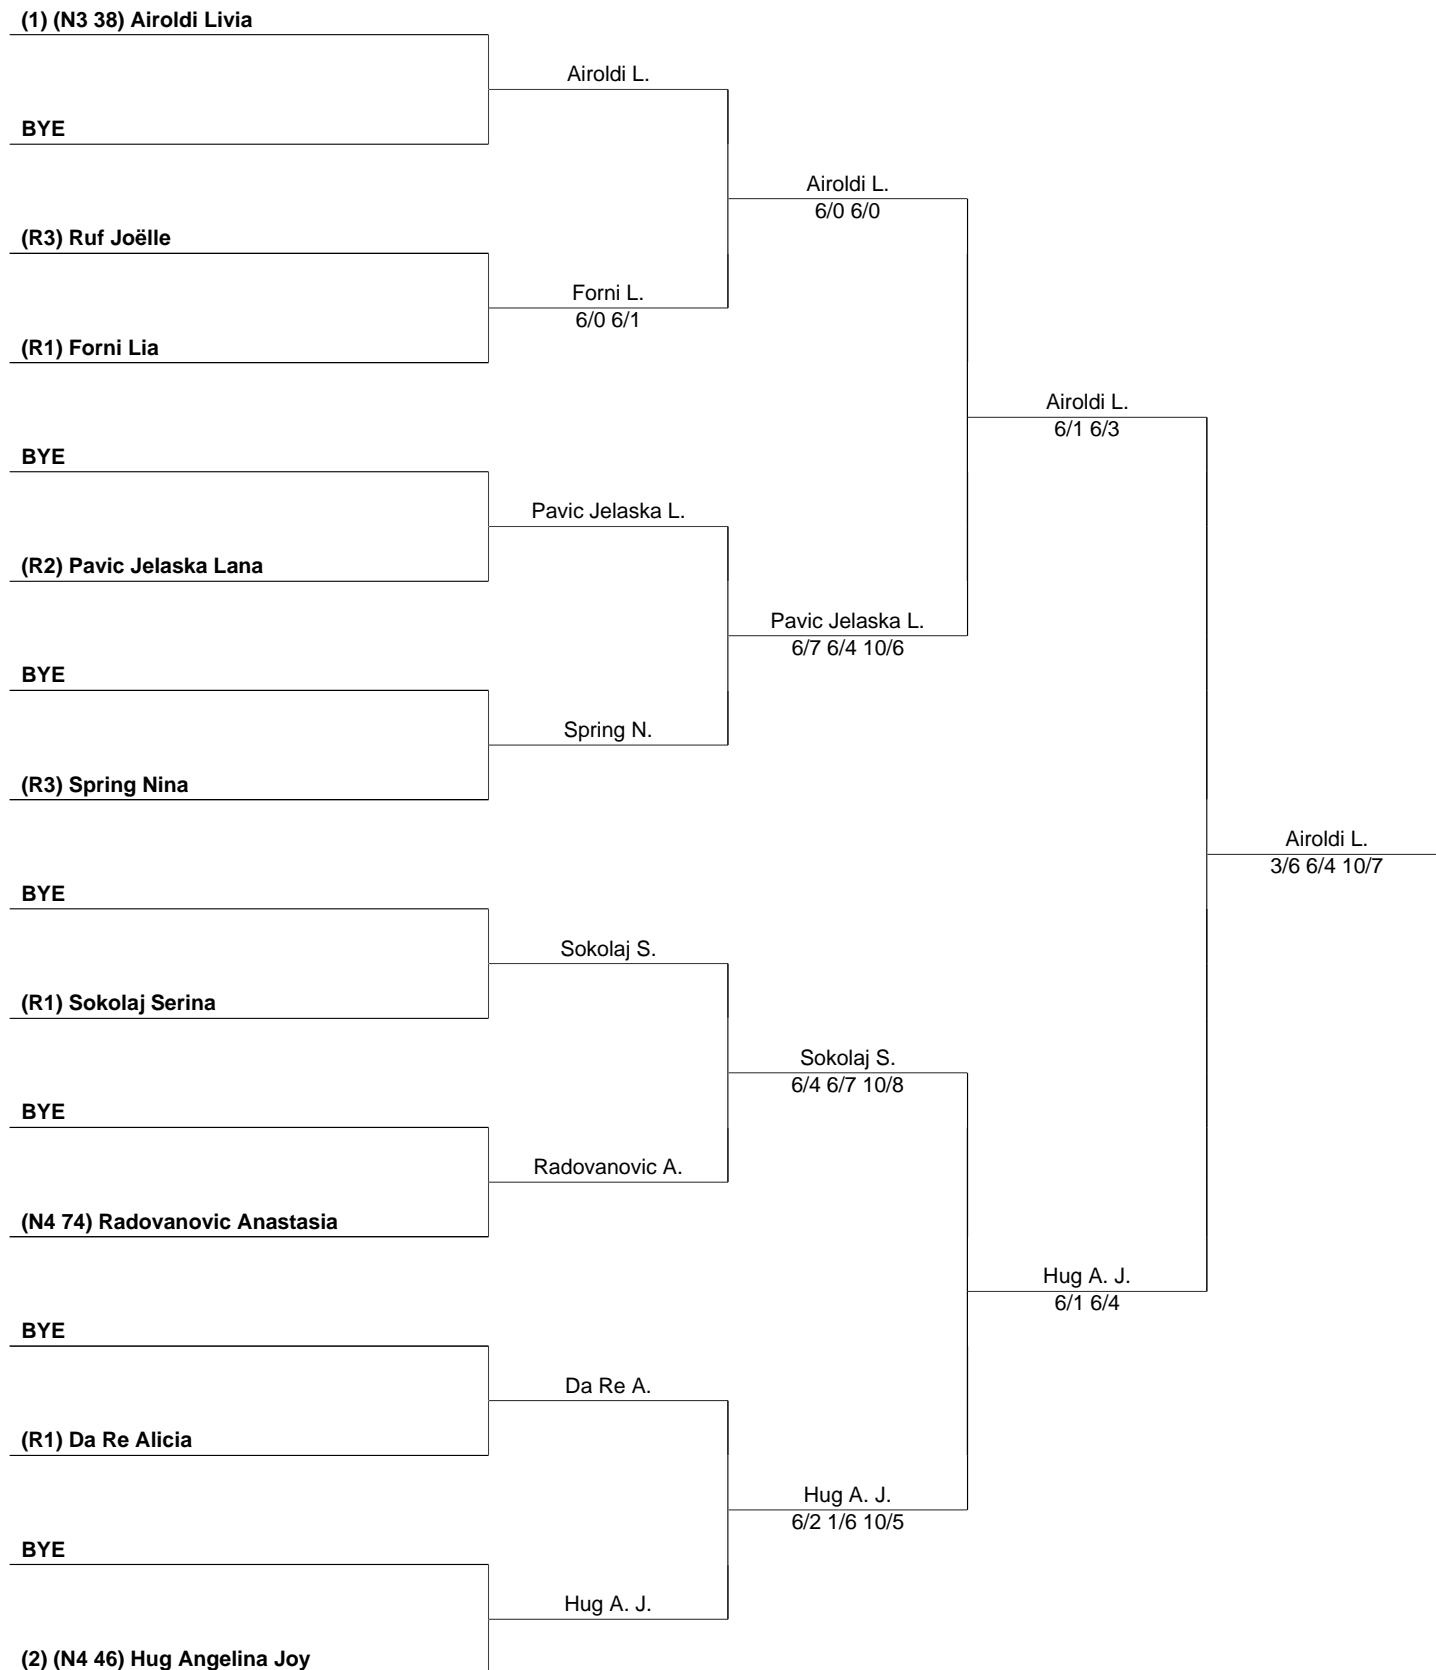 (1) (N3 38) Airoldi Livia
Airoldi L.
BYE
Airoldi L.
6/0 6/0
(R3) Ruf Joëlle
Forni L.
6/0 6/1
(R1) Forni Lia
Airoldi L.
6/1 6/3
BYE
Pavic Jelaska L.
(R2) Pavic Jelaska Lana
Pavic Jelaska L.
6/7 6/4 10/6
BYE
Spring N.
(R3) Spring Nina
Airoldi L.
3/6 6/4 10/7
BYE
Sokolaj S.
(R1) Sokolaj Serina
Sokolaj S.
6/4 6/7 10/8
BYE
Radovanovic A.
(N4 74) Radovanovic Anastasia
Hug A. J.
6/1 6/4
BYE
Da Re A.
(R1) Da Re Alicia
Hug A. J.
6/2 1/6 10/5
BYE
Hug A. J.
(2) (N4 46) Hug Angelina Joy